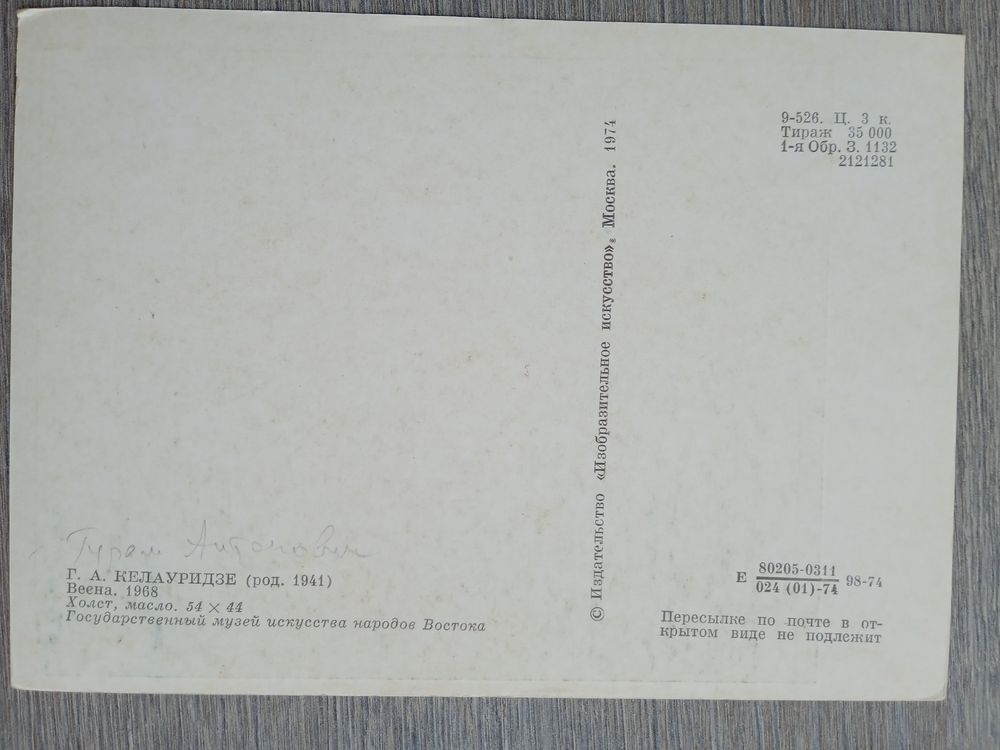 Турам Антонович
Г. А. КЕЛАУРИДЗЕ (род. 1941)
Весна. 1968
Холст, масло. 54 × 44
Государственный музей искусства народов Востока
© Издательство «Изобразительное искусство», Москва. 1974
9-526. Ц. 3 к.
Тираж 35 000
1-я Обр. З. 1132
2121281
Е 80205-0311 98-74
024 (01)-74
Пересылке по почте в от-
крытом виде не подлежит